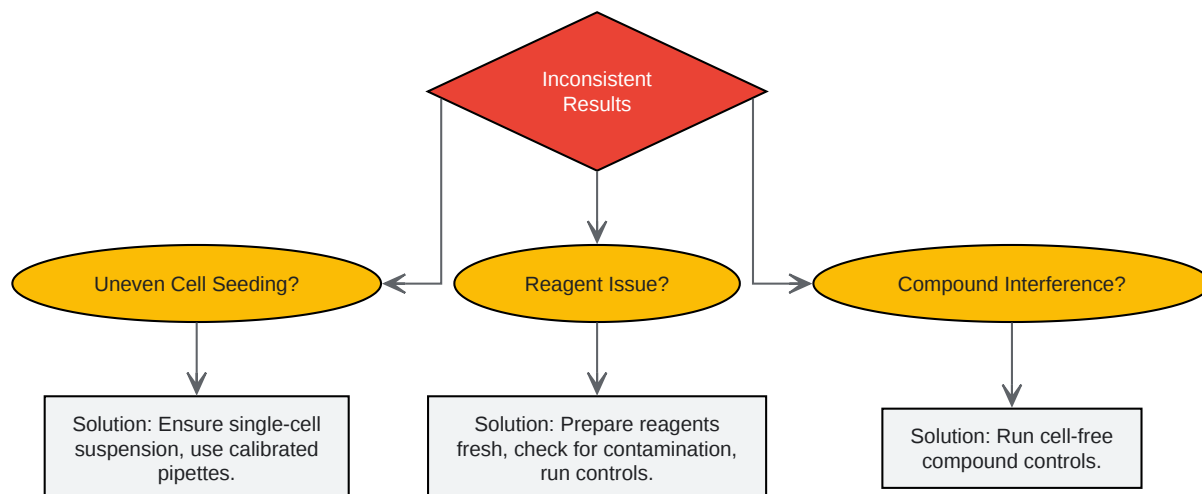 Inconsistent
Results
Uneven Cell Seeding?
Reagent Issue?
Compound Interference?
Solution: Ensure single-cell
suspension, use calibrated
pipettes.
Solution: Prepare reagents
fresh, check for contamination,
run controls.
Solution: Run cell-free
compound controls.